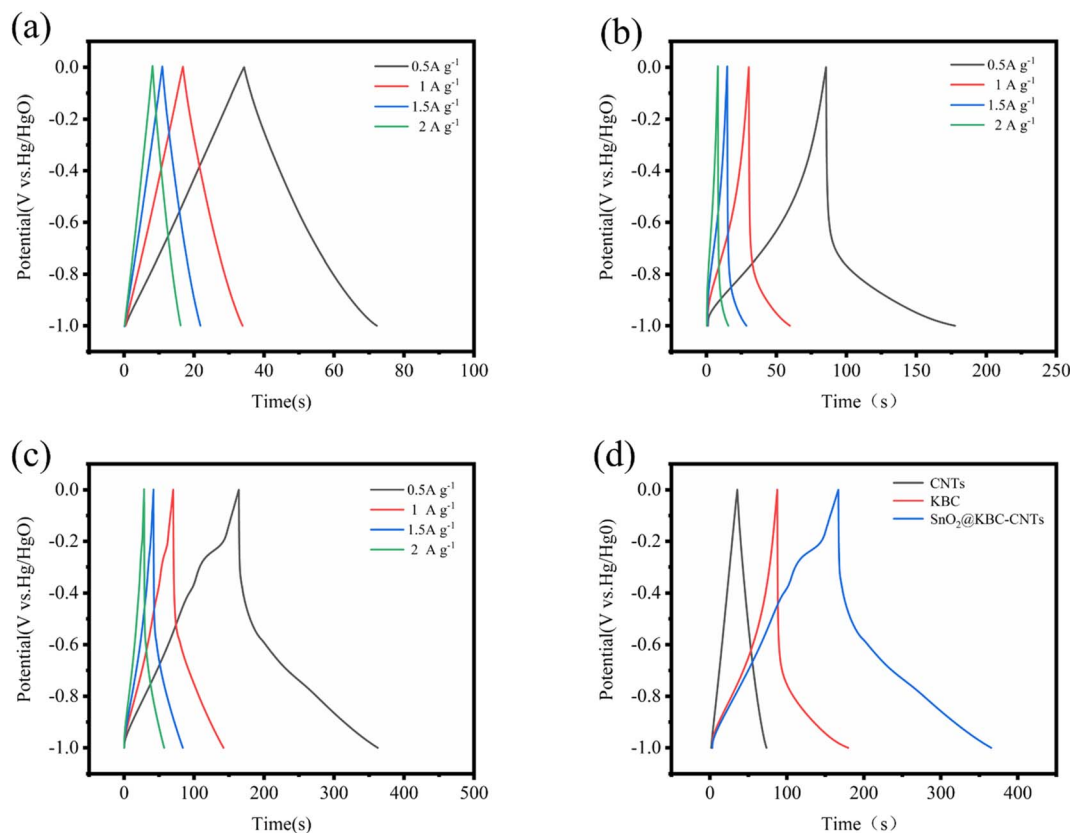 (a)
0.0
-0.2
-0.4
-0.6
-0.8
-1.0
Potential(V vs.Hg/HgO)
0.5A g⁻¹
1 A g⁻¹
1.5A g⁻¹
2 A g⁻¹
0 20 40 60 80 100
Time(s)
(b)
0.0
-0.2
-0.4
-0.6
-0.8
-1.0
Potential(V vs.Hg/HgO)
0.5A g⁻¹
1 A g⁻¹
1.5A g⁻¹
2 A g⁻¹
0 50 100 150 200 250
Time（s）
(c)
0.0
-0.2
-0.4
-0.6
-0.8
-1.0
Potential(V vs.Hg/HgO)
0.5A g⁻¹
1 A g⁻¹
1.5A g⁻¹
2 A g⁻¹
0 100 200 300 400 500
Time(s)
(d)
0.0
-0.2
-0.4
-0.6
-0.8
-1.0
Potential(V vs.Hg/Hg0)
CNTs
KBC
SnO₂@KBC-CNTs
0 100 200 300 400
Time（s）